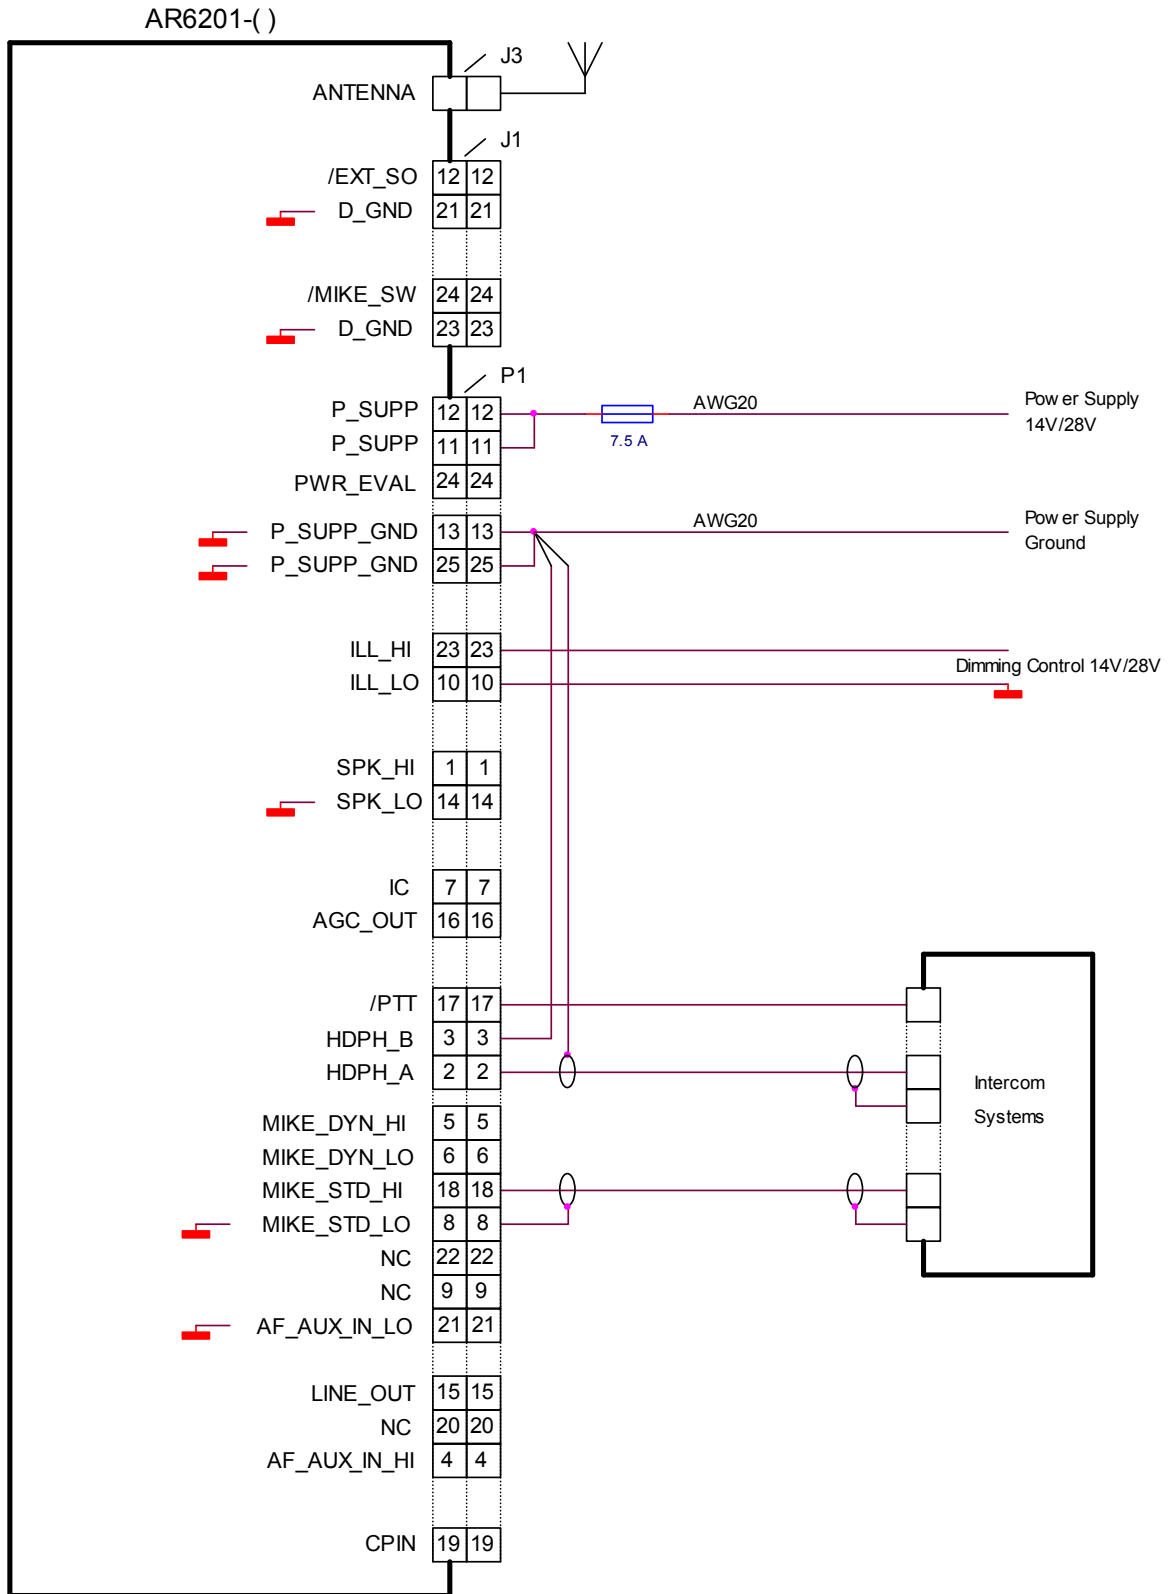 AR6201-( )
J3
ANTENNA
J1
/EXT_SO 12 12
D_GND 21 21
/MIKE_SW 24 24
D_GND 23 23
P1
P_SUPP 12 12 AWG20 Power Supply
14V/28V
P_SUPP 11 11 7.5 A
PWR_EVAL 24 24
P_SUPP_GND 13 13 AWG20 Power Supply
Ground
P_SUPP_GND 25 25
ILL_HI 23 23
Dimming Control 14V/28V
ILL_LO 10 10
SPK_HI 1 1
SPK_LO 14 14
IC 7 7
AGC_OUT 16 16
/PTT 17 17
HDPH_B 3 3
HDPH_A 2 2
Intercom
Systems
MIKE_DYN_HI 5 5
MIKE_DYN_LO 6 6
MIKE_STD_HI 18 18
MIKE_STD_LO 8 8
NC 22 22
NC 9 9
AF_AUX_IN_LO 21 21
LINE_OUT 15 15
NC 20 20
AF_AUX_IN_HI 4 4
CPIN 19 19